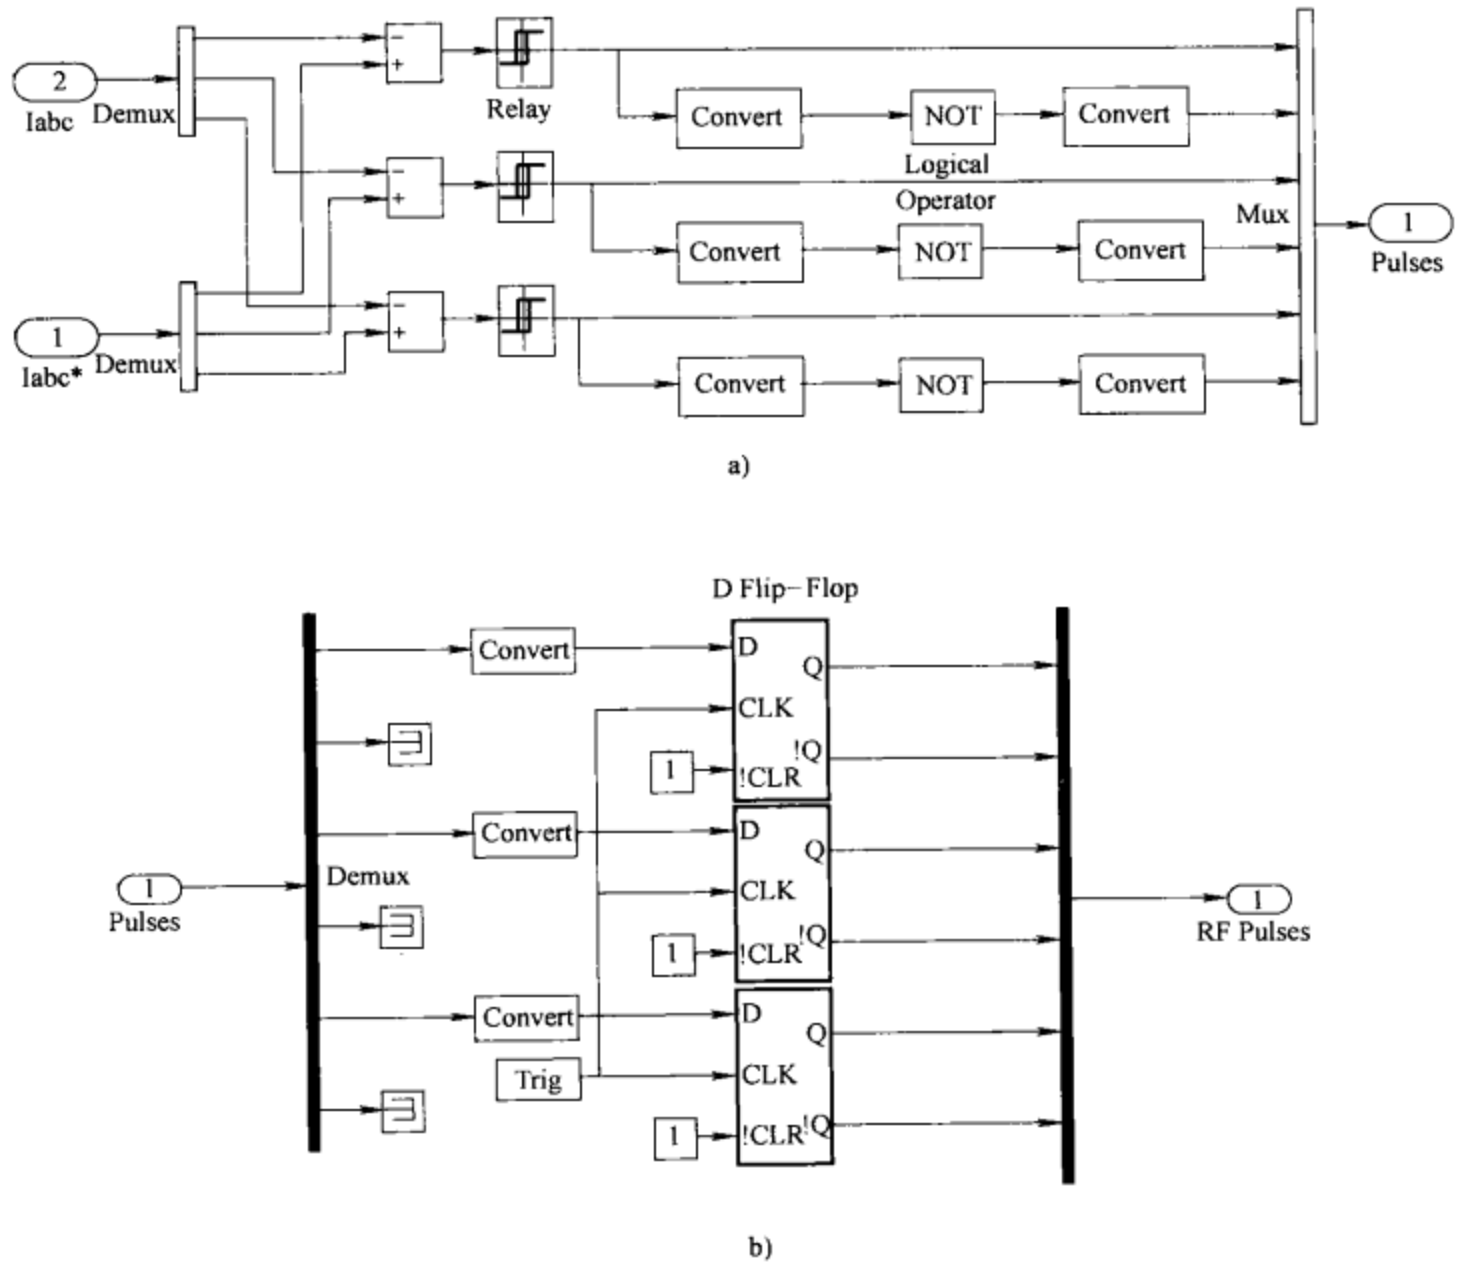 2
Iabc
Demux
−
+
Relay
Convert
NOT
Convert
Logical
Operator
−
+
Convert
NOT
Convert
Mux
1
Pulses
1
Iabc*
Demux
−
+
Convert
NOT
Convert
a)
D Flip−Flop
Convert
D
Q
CLK
!Q
1
!CLR
Convert
D
Q
Demux
1
Pulses
CLK
!Q
1
!CLR
1
RF Pulses
Convert
D
Q
Trig
CLK
!Q
1
!CLR
b)